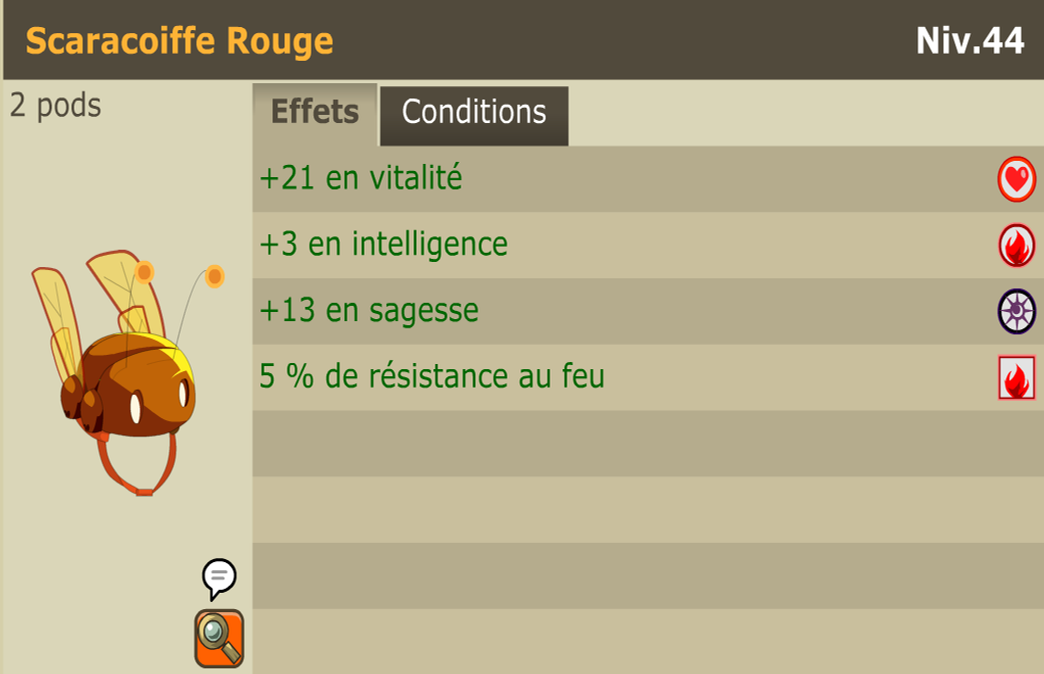 Scaracoiffe Rouge
Niv.44
2 pods
Effets
Conditions
+21 en vitalité
+3 en intelligence
+13 en sagesse
5 % de résistance au feu